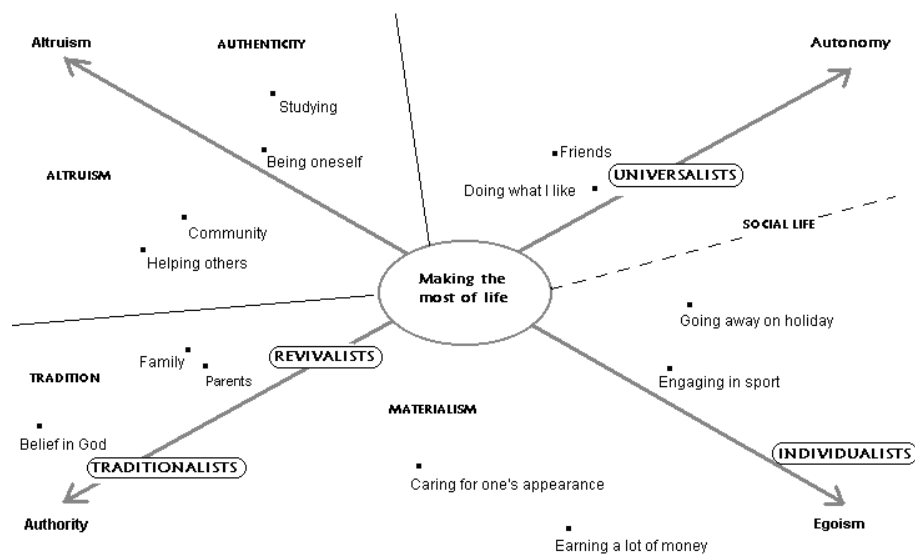 Altruism
AUTHENTICITY
Autonomy
Studying
Being oneself
Friends
ALTRUISM
UNIVERSALISTS
Doing what I like
Community
SOCIAL LIFE
Helping others
Making the
most of life
Going away on holiday
REVIVALISTS
Family
Parents
TRADITION
Engaging in sport
MATERIALISM
Belief in God
INDIVIDUALISTS
TRADITIONALISTS
Caring for one's appearance
Authority
Egoism
Earning a lot of money